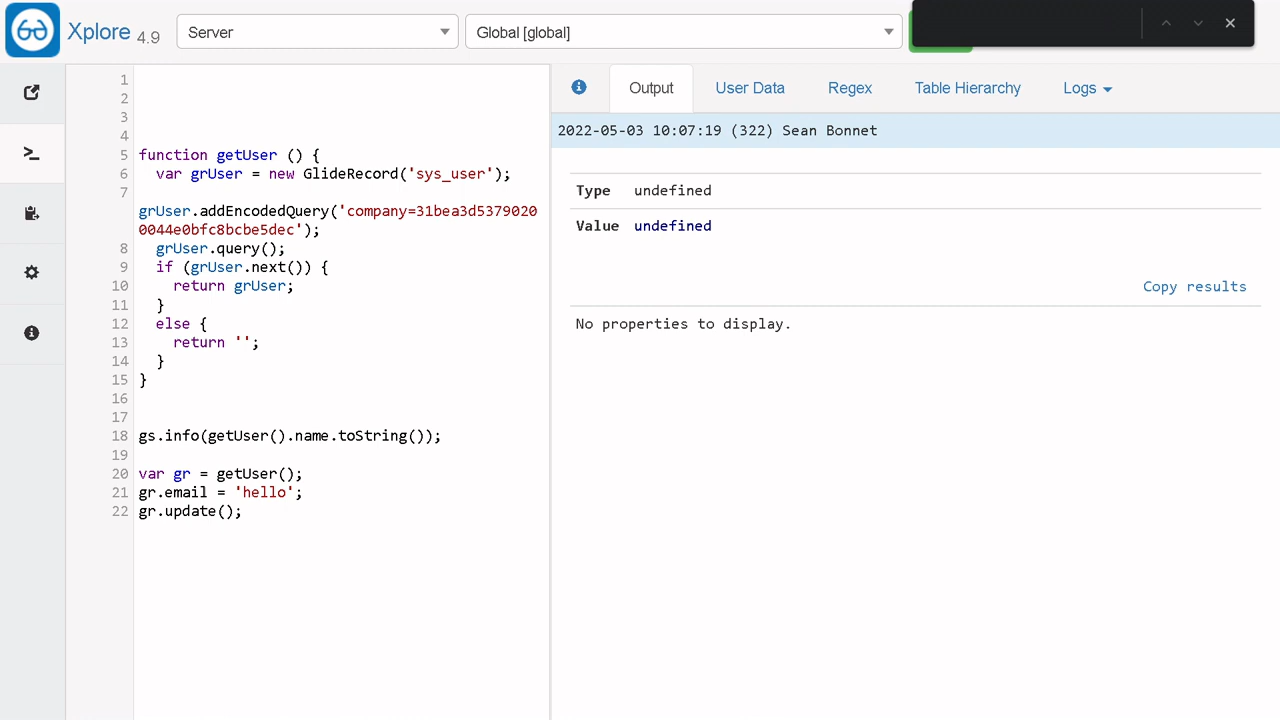 Xplore 4.9
Server
Global [global]
Output
User Data
Regex
Table Hierarchy
Logs
1
2
3
4
5 function getUser () {
6 var grUser = new GlideRecord('sys_user');
7
grUser.addEncodedQuery('company=31bea3d5379020
0044e0bfc8bcbe5dec');
8 grUser.query();
9 if (grUser.next()) {
10 return grUser;
11 }
12 else {
13 return '';
14 }
15 }
16
17
18 gs.info(getUser().name.toString());
19
20 var gr = getUser();
21 gr.email = 'hello';
22 gr.update();
2022-05-03 10:07:19 (322) Sean Bonnet
Type undefined
Value undefined
Copy results
No properties to display.